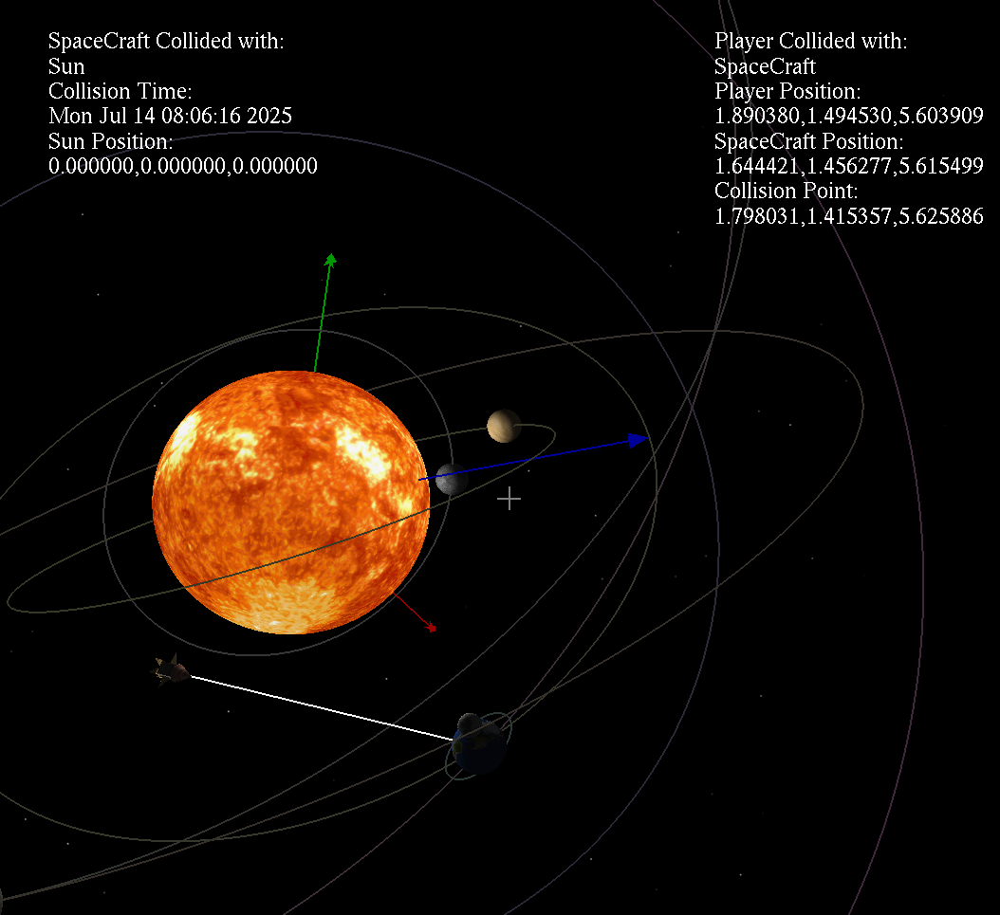 SpaceCraft Collided with:
Sun
Collision Time:
Mon Jul 14 08:06:16 2025
Sun Position:
0.000000,0.000000,0.000000
Player Collided with:
SpaceCraft
Player Position:
1.890380,1.494530,5.603909
SpaceCraft Position:
1.644421,1.456277,5.615499
Collision Point:
1.798031,1.415357,5.625886